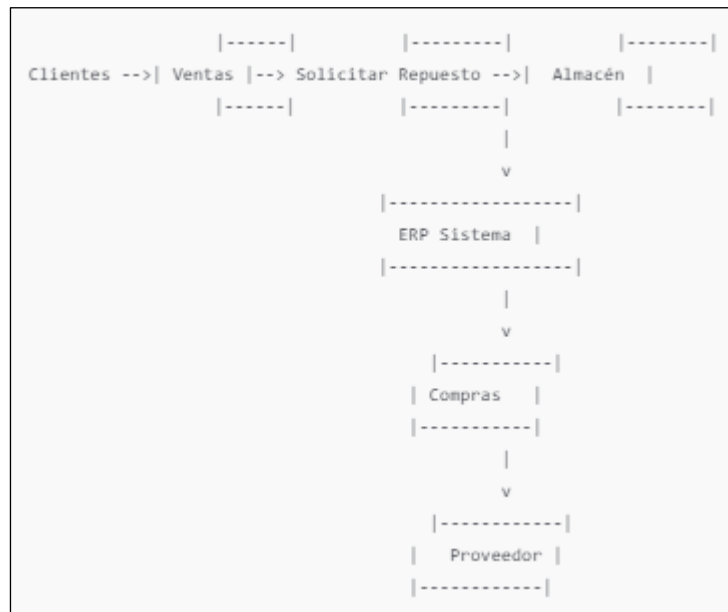 |------| |---------| |--------|
Clientes -->| Ventas |--> Solicitar Repuesto -->| Almacén |
|------| |---------| |--------|
|
v
|------------------|
ERP Sistema |
|------------------|
|
v
|-----------|
| Compras |
|-----------|
|
v
|------------|
| Proveedor |
|------------|